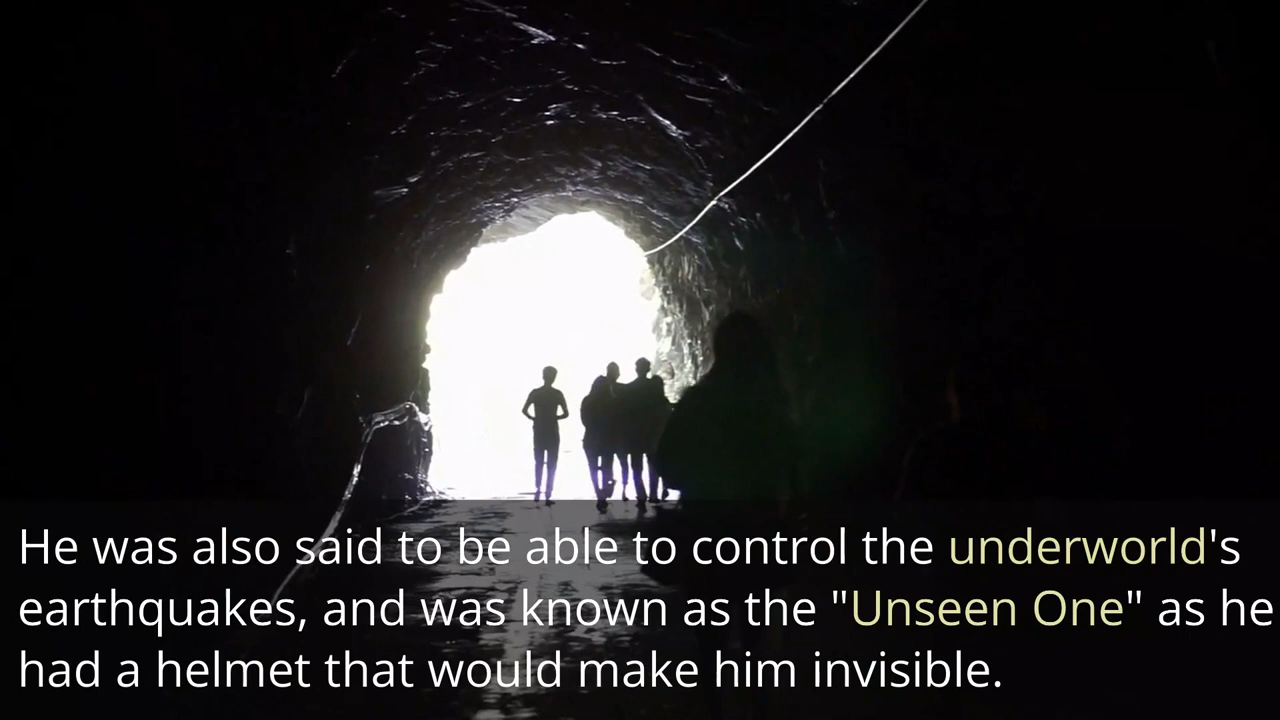 He was also said to be able to control the underworld's
earthquakes, and was known as the "Unseen One" as he
had a helmet that would make him invisible.